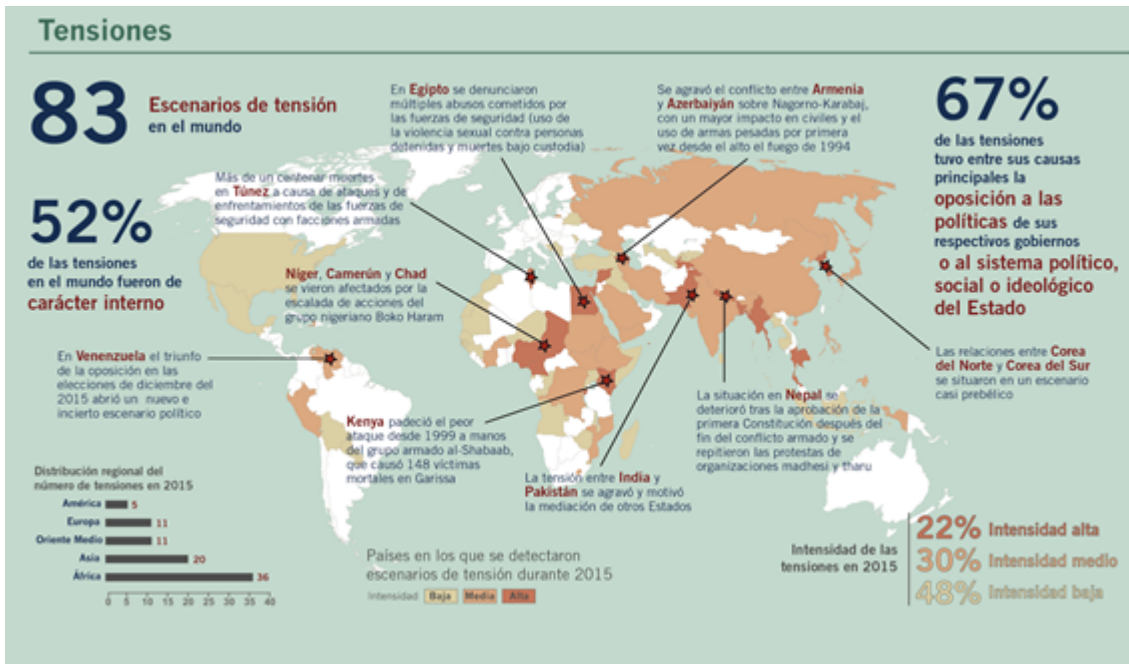 Tensiones
83
Escenarios de tensión
en el mundo
52%
de las tensiones
en el mundo fueron de
carácter interno
En Egipto se denunciaron
múltiples abusos cometidos por
las fuerzas de seguridad (uso de
la violencia sexual contra personas
detenidas y muertes bajo custodia)
Se agravó el conflicto entre Armenia
y Azerbaiyán sobre Nagorno-Karabaj,
con un mayor impacto en civiles y el
uso de armas pesadas por primera
vez desde el alto el fuego de 1994
67%
de las tensiones
tuvo entre sus causas
principales la
oposición a las
políticas de sus
respectivos gobiernos
o al sistema político,
social o ideológico
del Estado
Más de un centenar muertes
en Túnez a causa de ataques y de
enfrentamientos de las fuerzas de
seguridad con facciones armadas
Níger, Camerún y Chad
se vieron afectados por la
escalada de acciones del
grupo nigeriano Boko Haram
En Venenzuela el triunfo
de la oposición en las
elecciones de diciembre del
2015 abrió un nuevo e
incierto escenario político
Kenya padeció el peor
ataque desde 1999 a manos
del grupo armado al-Shabaab,
que causó 148 víctimas
mortales en Garissa
La tensión entre India y
Pakistán se agravó y motivó
la mediación de otros Estados
La situación en Nepal se
deterioró tras la aprobación de la
primera Constitución después del
fin del conflicto armado y se
repitieron las protestas de
organizaciones madhesi y tharu
Las relaciones entre Corea
del Norte y Corea del Sur
se situaron en un escenario
casi prebélico
Distribución regional del
número de tensiones en 2015
América 5
Europa 11
Oriente Medio 11
Asia 20
África 36
0 5 10 15 20 25 30 35 40
Países en los que se detectaron
escenarios de tensión durante 2015
Intensidad Baja Media Alta
Intensidad de las
tensiones en 2015
22% Intensidad alta
30% Intensidad medio
48% Intensidad baja